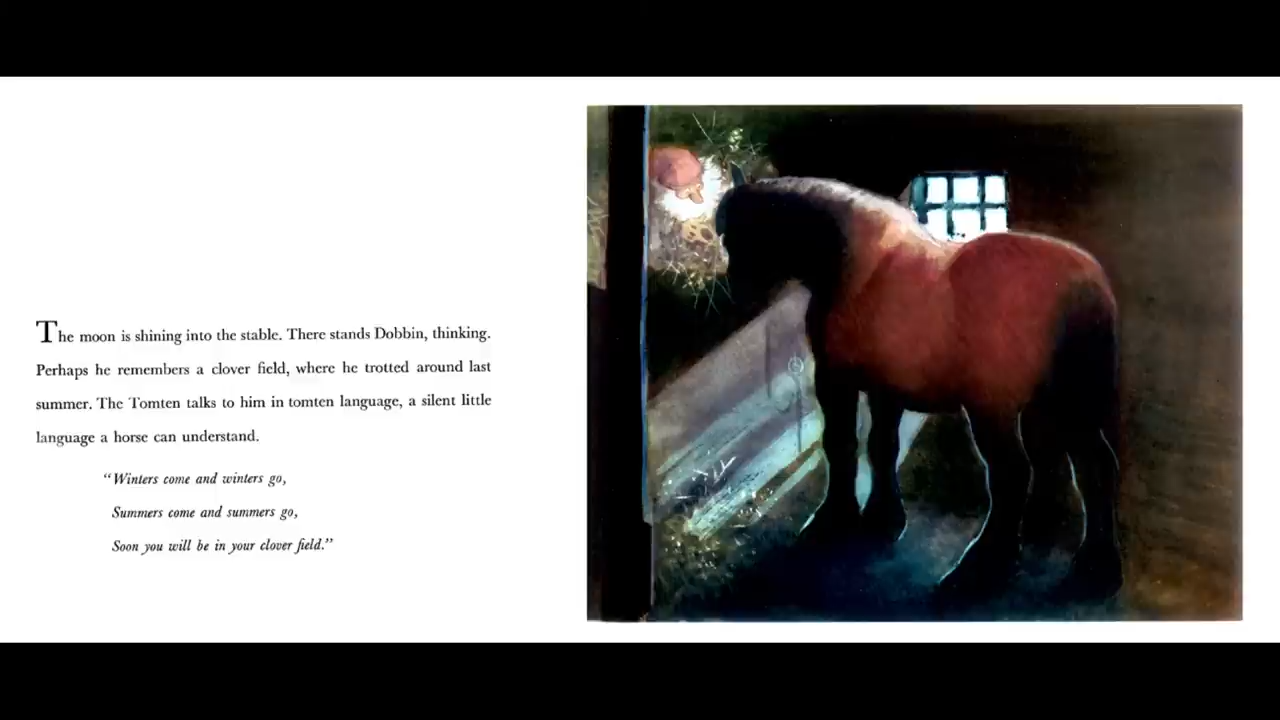 The moon is shining into the stable. There stands Dobbin, thinking.
Perhaps he remembers a clover field, where he trotted around last
summer. The Tomten talks to him in tomten language, a silent little
language a horse can understand.
“Winters come and winters go,
Summers come and summers go,
Soon you will be in your clover field.”